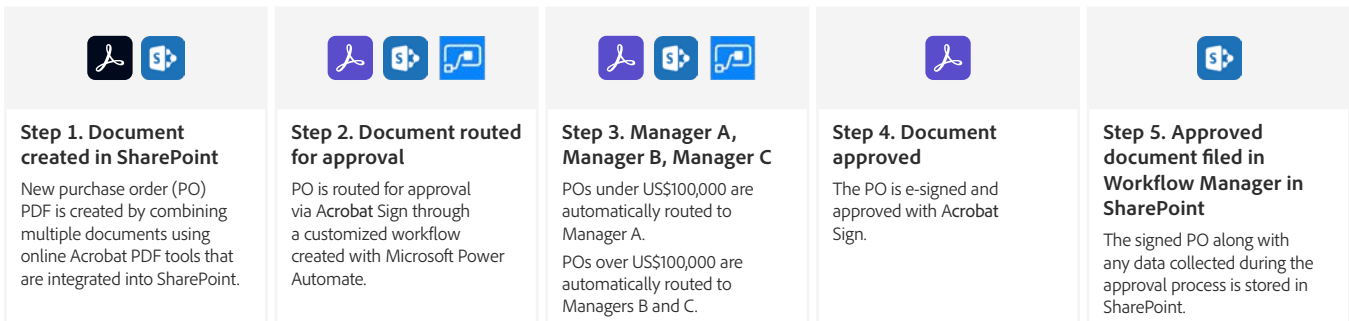 Step 1. Document
created in SharePoint
New purchase order (PO)
PDF is created by combining
multiple documents using
online Acrobat PDF tools that
are integrated into SharePoint.
Step 2. Document routed
for approval
PO is routed for approval
via Acrobat Sign through
a customized workflow
created with Microsoft Power
Automate.
Step 3. Manager A,
Manager B, Manager C
POs under US$100,000 are
automatically routed to
Manager A.
POs over US$100,000 are
automatically routed to
Managers B and C.
Step 4. Document
approved
The PO is e-signed and
approved with Acrobat
Sign.
Step 5. Approved
document filed in
Workflow Manager in
SharePoint
The signed PO along with
any data collected during the
approval process is stored in
SharePoint.